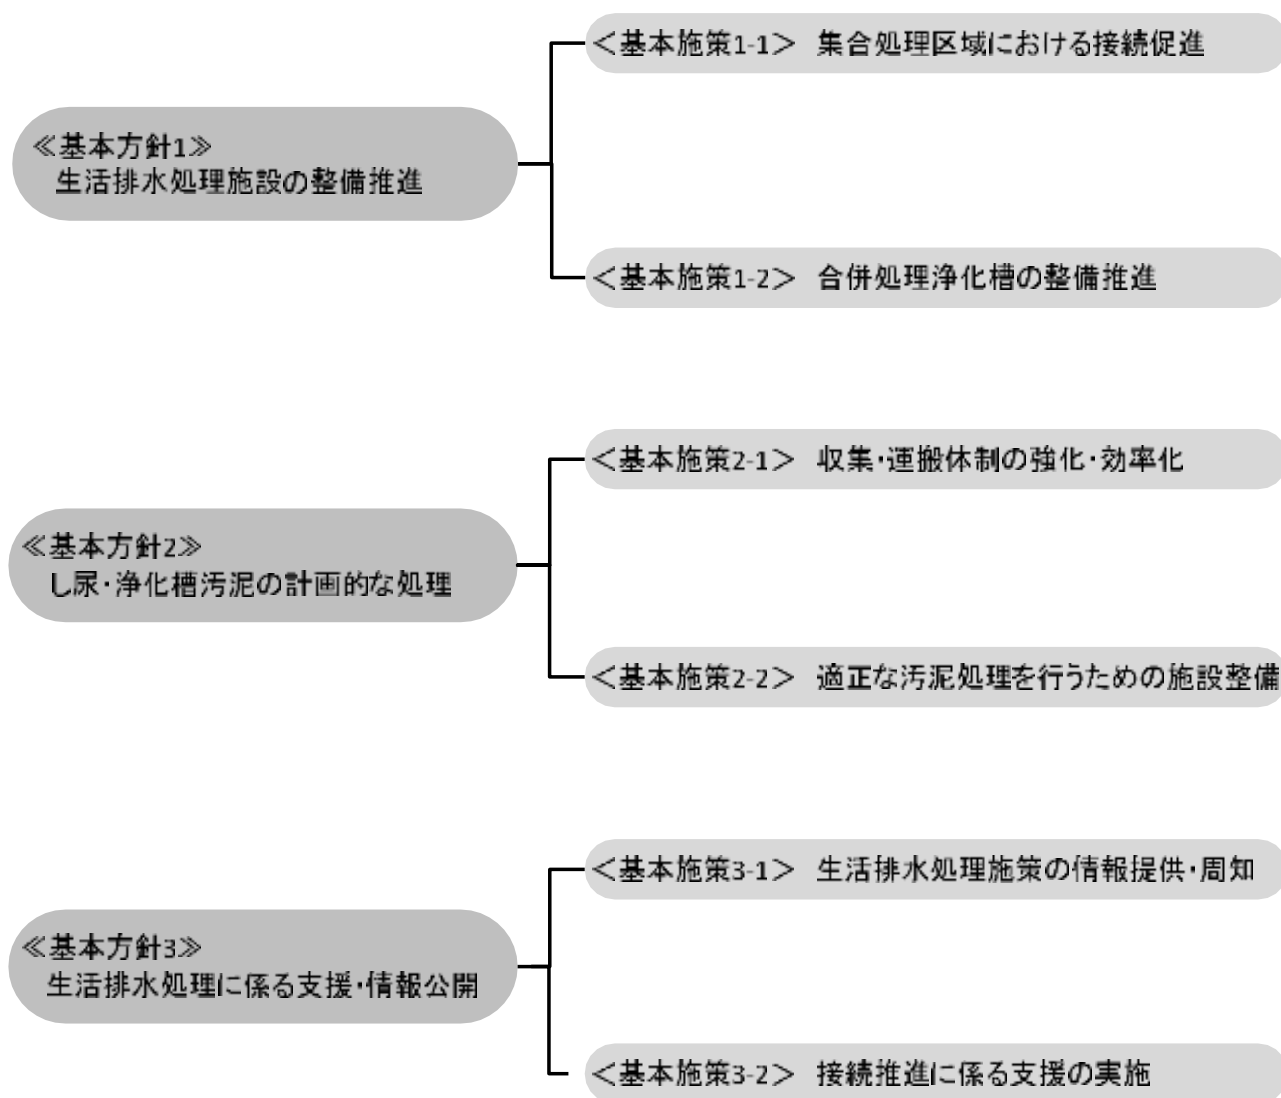 ≪基本方針1≫
生活排水処理施設の整備推進
＜基本施策1-1＞ 集合処理区域における接続促進
＜基本施策1-2＞ 合併処理浄化槽の整備推進
≪基本方針2≫
し尿・浄化槽汚泥の計画的な処理
＜基本施策2-1＞ 収集・運搬体制の強化・効率化
＜基本施策2-2＞ 適正な汚泥処理を行うための施設整備
≪基本方針3≫
生活排水処理に係る支援・情報公開
＜基本施策3-1＞ 生活排水処理施策の情報提供・周知
＜基本施策3-2＞ 接続推進に係る支援の実施